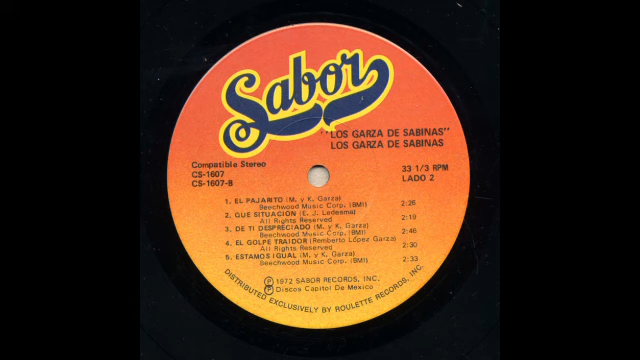 Sabor
"LOS GARZA DE SABINAS"
LOS GARZA DE SABINAS
Compatible Stereo
CS-1607
CS-1607-B
33 1/3 RPM
LADO 2
1. EL PAJARITO (M. y K. Garza)
Beechwood Music Corp. (BMI) 2:26
2. QUE SITUACION (E. J. Ledesma)
All Rights Reserved 2:18
3. DE TI DESPRECIADO (M. y K. Garza)
Beechwood Music Corp. (BMI) 2:46
4. EL GOLPE TRAIDOR (Remberto López Garza)
All Rights Reserved 2:30
5. ESTAMOS IGUAL (M. y K. Garza)
Beechwood Music Corp. (BMI) 2:33
Ⓟ 1972 SABOR RECORDS, INC.
Ⓟ Discos Capitol De Mexico
DISTRIBUTED EXCLUSIVELY BY ROULETTE RECORDS, INC.